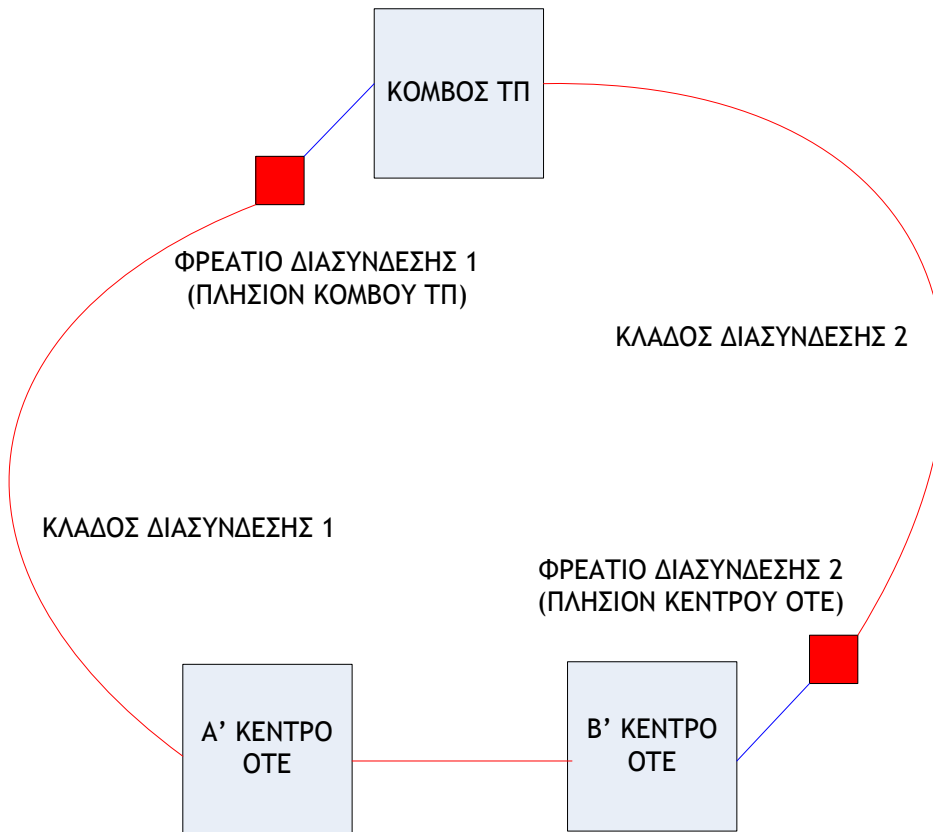 ΚΟΜΒΟΣ ΤΠ
ΦΡΕΑΤΙΟ ΔΙΑΣΥΝΔΕΣΗΣ 1
(ΠΛΗΣΙΟΝ ΚΟΜΒΟΥ ΤΠ)
ΚΛΑΔΟΣ ΔΙΑΣΥΝΔΕΣΗΣ 2
ΚΛΑΔΟΣ ΔΙΑΣΥΝΔΕΣΗΣ 1
ΦΡΕΑΤΙΟ ΔΙΑΣΥΝΔΕΣΗΣ 2
(ΠΛΗΣΙΟΝ ΚΕΝΤΡΟΥ ΟΤΕ)
Α’ ΚΕΝΤΡΟ
ΟΤΕ
Β’ ΚΕΝΤΡΟ
ΟΤΕ